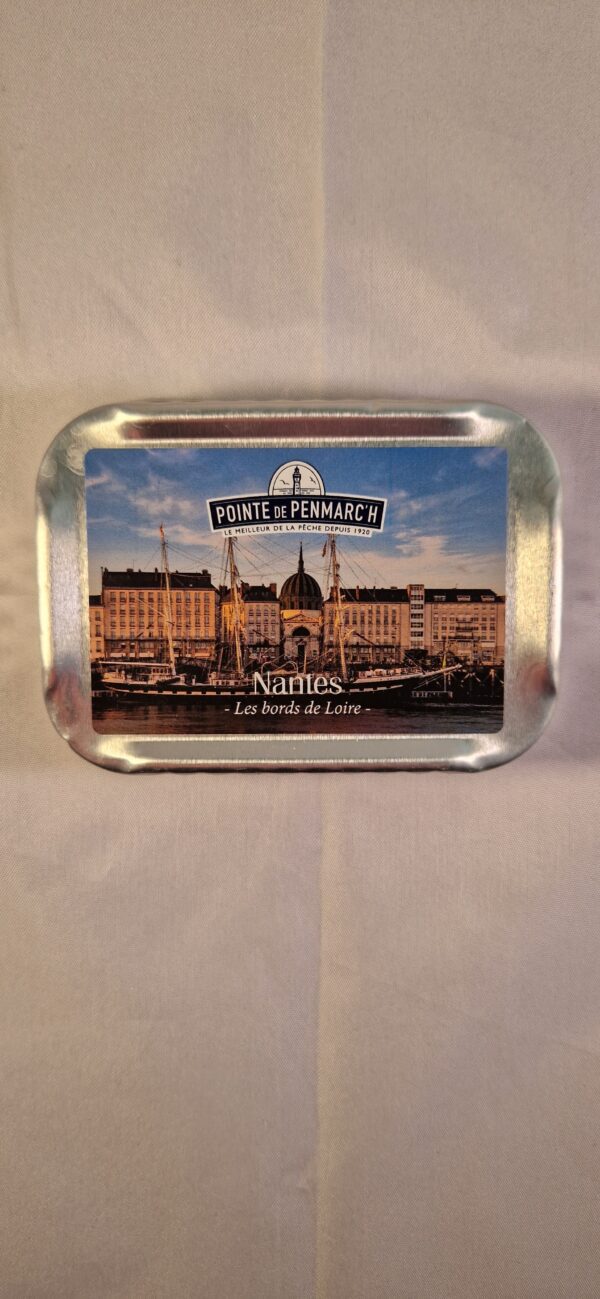 POINTE DE PENMARC'H
LE MEILLEUR DE LA PÊCHE DEPUIS 1920
Nantes
- Les bords de Loire -